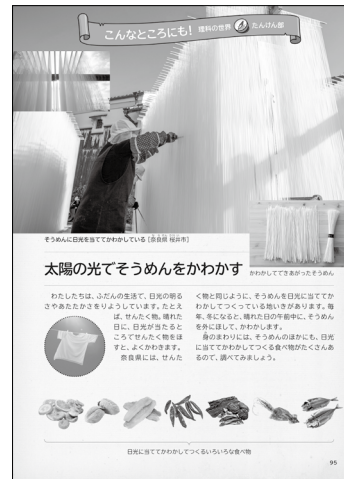 こんなところにも! 理科の世界 たんけん部
そうめんに日光を当ててかわかしている[奈良県 桜井市]
太陽の光でそうめんをかわかす
かわかしてできあがったそうめん
わたしたちは、ふだんの生活で、日光の明る
さやあたたかさをりようしています。たとえ
ば、せんたく物。晴れた
日に、日光が当たると
ころでせんたく物をほ
すと、よくかわきます。
奈良県には、せんた
く物と同じように、そうめんを日光に当ててか
わかしてつくっている地いきがあります。毎
年、冬になると、晴れた日の午前中に、そうめん
を外にほして、かわかします。
身のまわりには、そうめんのほかにも、日光
に当ててかわかしてつくる食べ物がたくさんあ
るので、調べてみましょう。
日光に当ててかわかしてつくるいろいろな食べ物
95